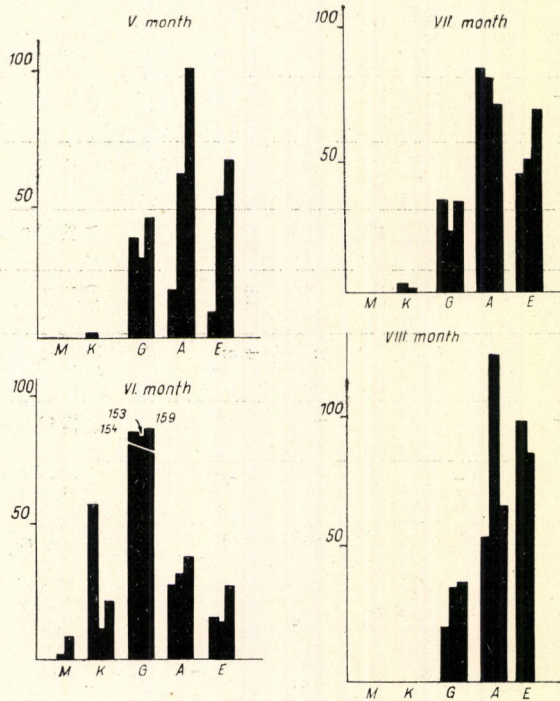 V. month
100
50
M K G A E
VI. month
100
153
154
159
50
M K G A E
VII. month
100
50
M K G A E
VIII. month
100
50
M K G A E